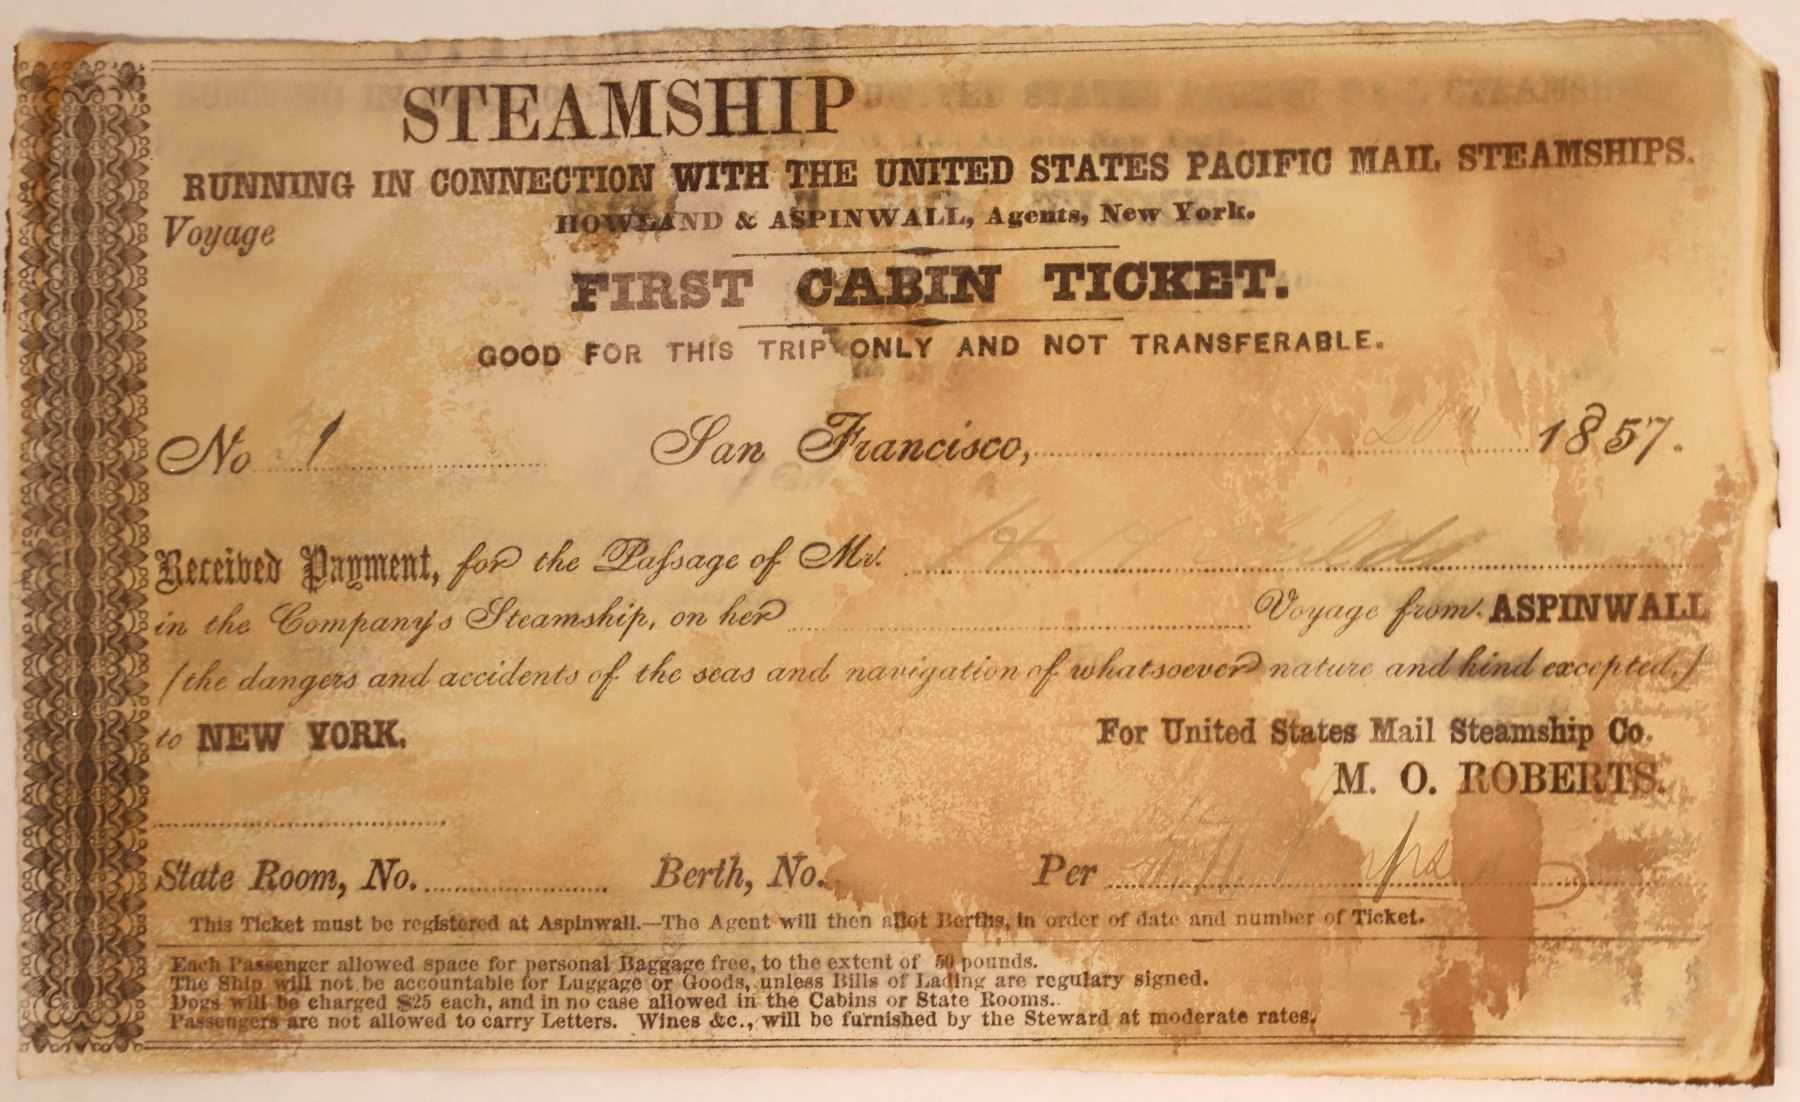 STEAMSHIP
RUNNING IN CONNECTION WITH THE UNITED STATES PACIFIC MAIL STEAMSHIPS.
Voyage HOWLAND & ASPINWALL, Agents, New York.
FIRST CABIN TICKET.
GOOD FOR THIS TRIP ONLY AND NOT TRANSFERABLE.
No 31 San Francisco, 20 1857.
Received Payment, for the Passage of Mr.
in the Company's Steamship, on her Voyage from ASPINWALL
(the dangers and accidents of the seas and navigation of whatsoever nature and kind excepted,)
to NEW YORK.
For United States Mail Steamship Co.
M. O. ROBERTS.
State Room, No. Berth, No. Per
This Ticket must be registered at Aspinwall.—The Agent will then allot Berths, in order of date and number of Ticket.
Each Passenger allowed space for personal Baggage free, to the extent of 50 pounds.
The Ship will not be accountable for Luggage or Goods, unless Bills of Lading are regulary signed.
Dogs will be charged $25 each, and in no case allowed in the Cabins or State Rooms.
Passengers are not allowed to carry Letters. Wines &c., will be furnished by the Steward at moderate rates.